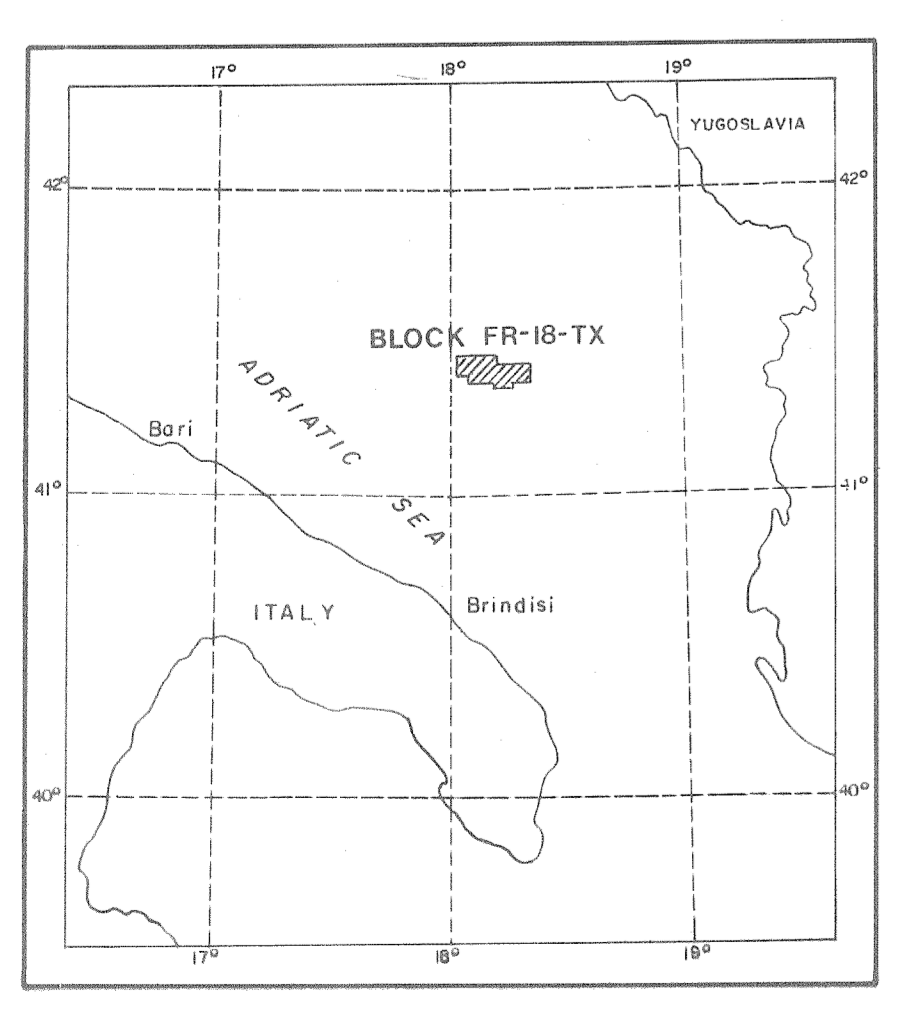 17° 18° 19°
YUGOSLAVIA
42° 42°
BLOCK FR-18-TX
ADRIATIC SEA
Bari
41° 41°
ITALY
Brindisi
40° 40°
17° 18° 19°